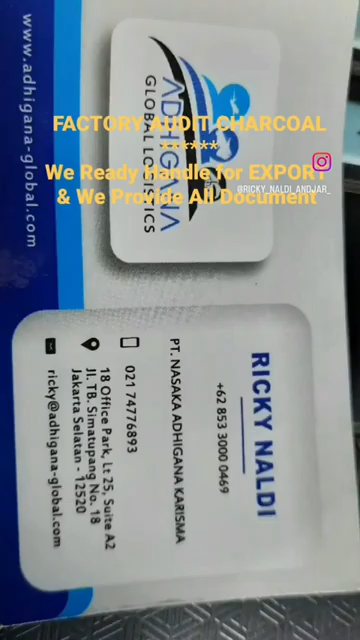 FACTORY AUDIT CHARCOAL
******
We Ready Handle for EXPORT
& We Provide All Document
@RICKY_NALDI_ANDJAR_
www.adhigana-global.com
ADHIGANA
GLOBAL LOGISTICS
RICKY NALDI
+62 853 3000 0469
PT. NASAKA ADHIGANA KARISMA
021 74776893
18 Office Park, Lt 25, Suite A2
Jl. TB. Simatupang No. 18
Jakarta Selatan - 12520
ricky@adhigana-global.com